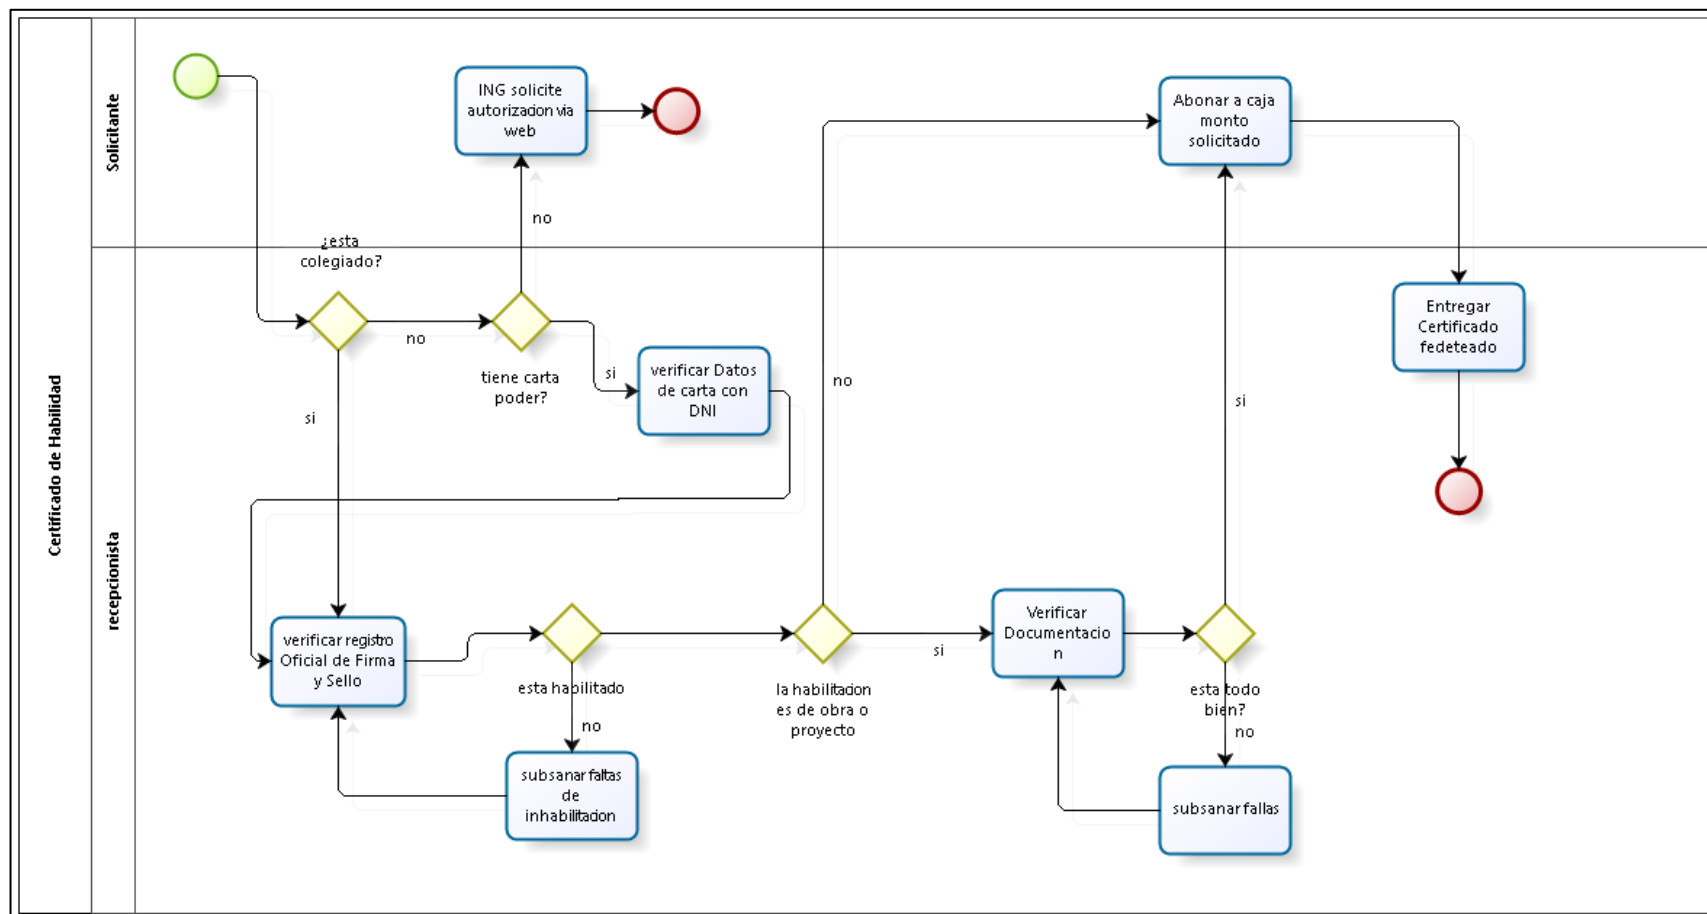 Certificado de Habilidad
Solicitante
ING solicite
autorizacion via
web
Abonar a caja
monto
solicitado
no
¿esta
colegiado?
recepcionista
no
tiene carta
poder?
si
verificar Datos
de carta con
DNI
si
no
si
Entregar
Certificado
fedeteado
verificar registro
Oficial de Firma
y Sello
esta habilitado
no
subsanar faltas
de
inhabilitacion
la habilitacion
es de obra o
proyecto
si
Verificar
Documentacio
n
esta todo
bien?
no
subsanar fallas